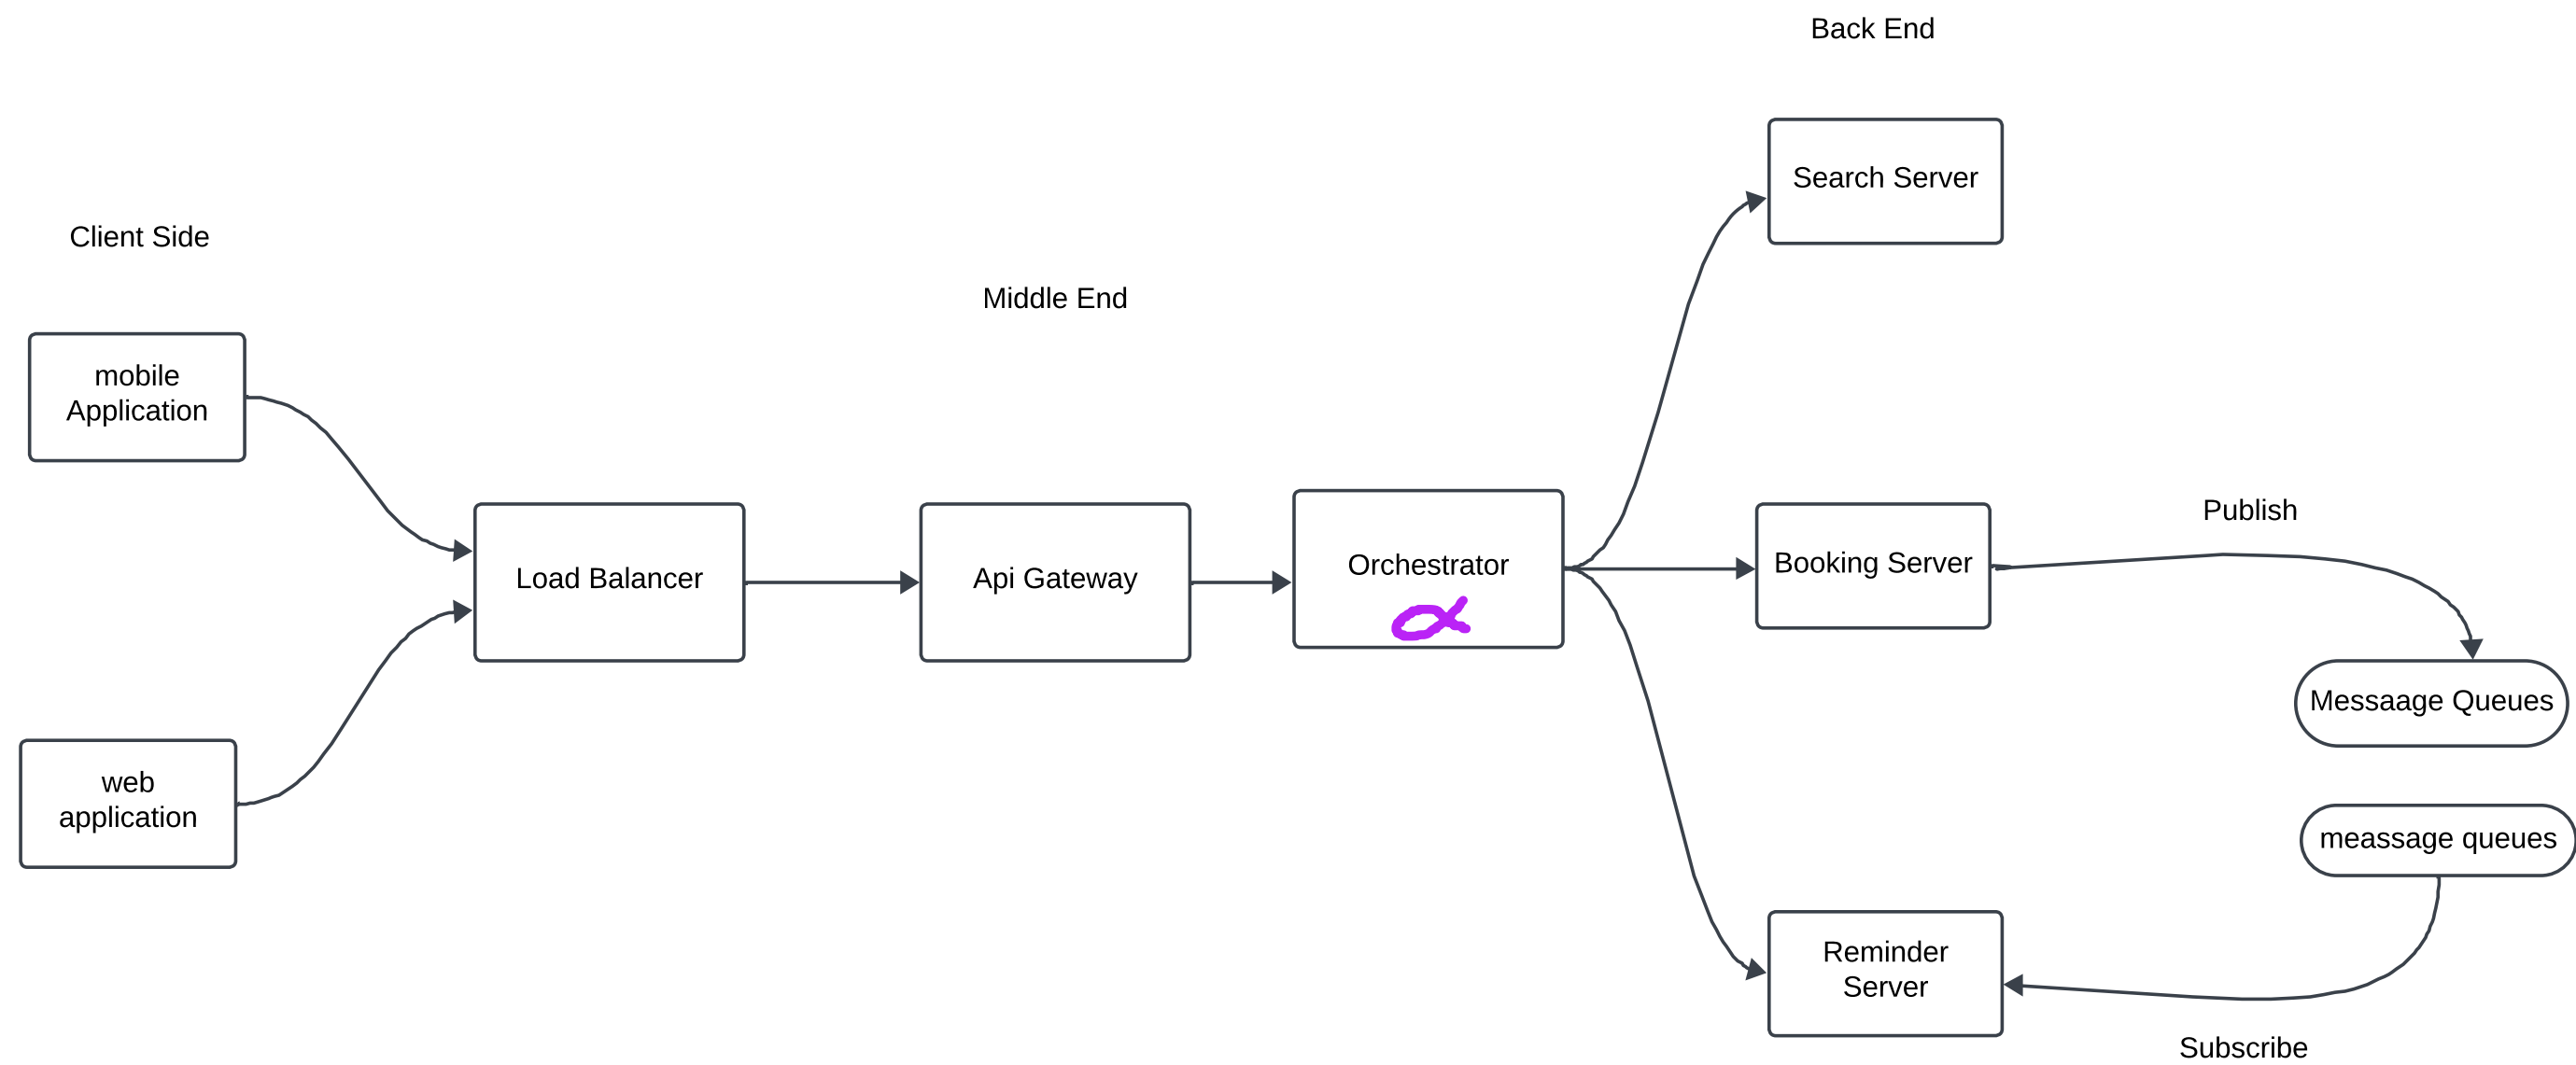 Back End
Search Server
Client Side
Middle End
mobile
Application
Publish
Load Balancer
Api Gateway
Orchestrator
Booking Server
Messaage Queues
web
application
meassage queues
Reminder
Server
Subscribe